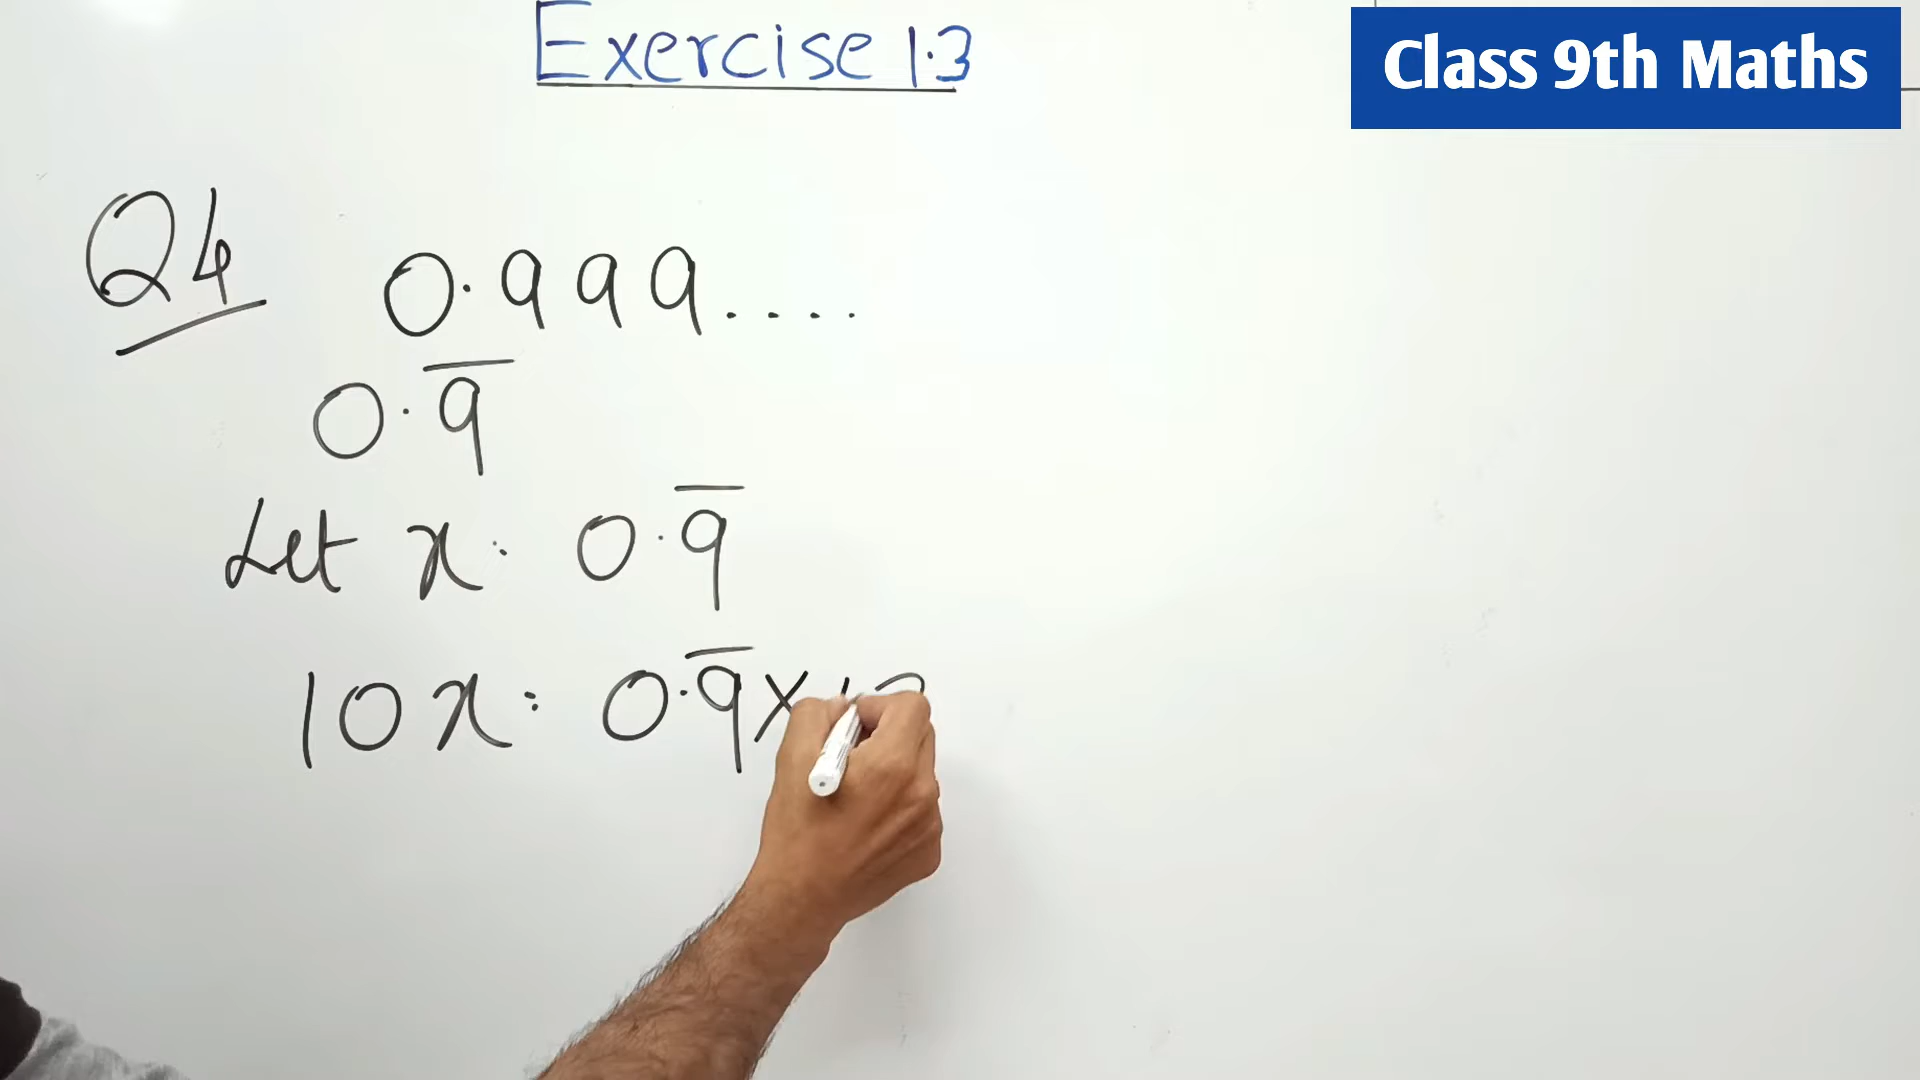 Exercise 1.3
Class 9th Maths
Q4 0.999....
0.9̅
Let x = 0.9̅
10x = 0.9̅ ×